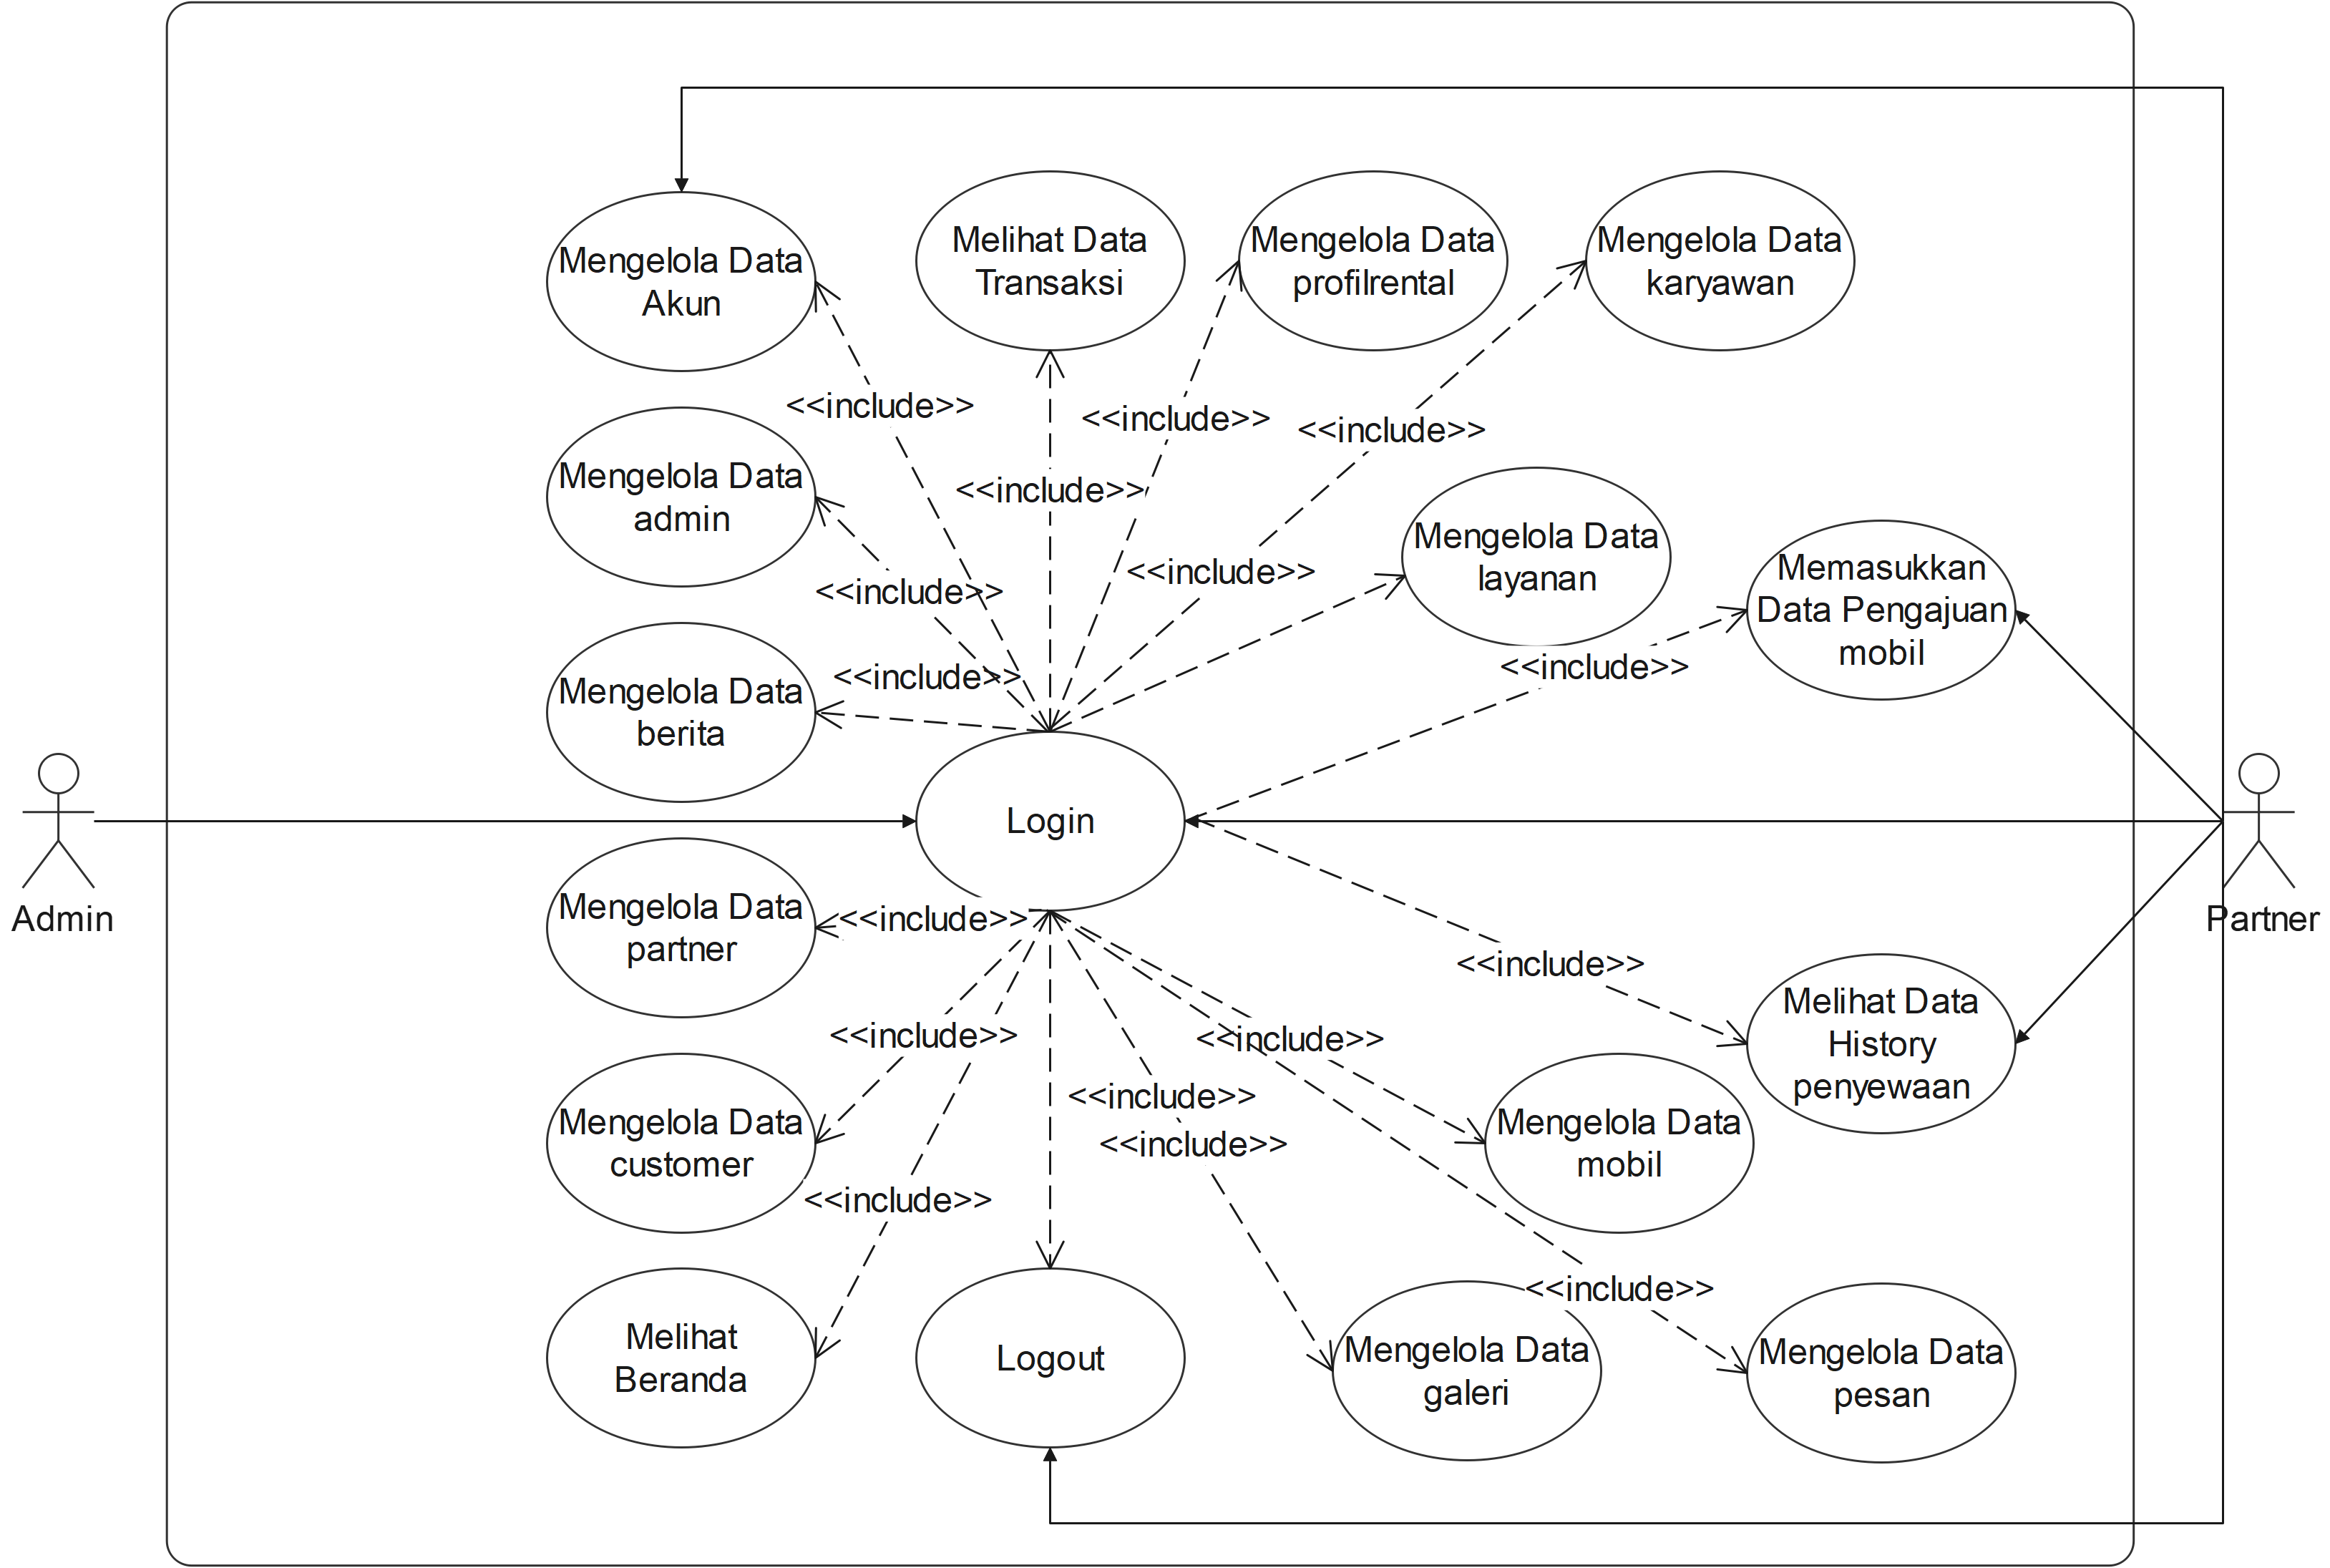 Mengelola Data
Akun
Melihat Data
Transaksi
Mengelola Data
profilrental
Mengelola Data
karyawan
<<include>>
<<include>>
<<include>>
<<include>>
Mengelola Data
admin
Mengelola Data
layanan
<<include>>
<<include>>
Memasukkan
Data Pengajuan
mobil
Mengelola Data
berita
<<include>>
<<include>>
Login
Admin
Partner
Mengelola Data
partner
<<include>>
<<include>>
Melihat Data
History
penyewaan
<<include>>
<<include>>
<<include>>
<<include>>
Mengelola Data
customer
Mengelola Data
mobil
<<include>>
<<include>>
Melihat
Beranda
Logout
Mengelola Data
galeri
Mengelola Data
pesan